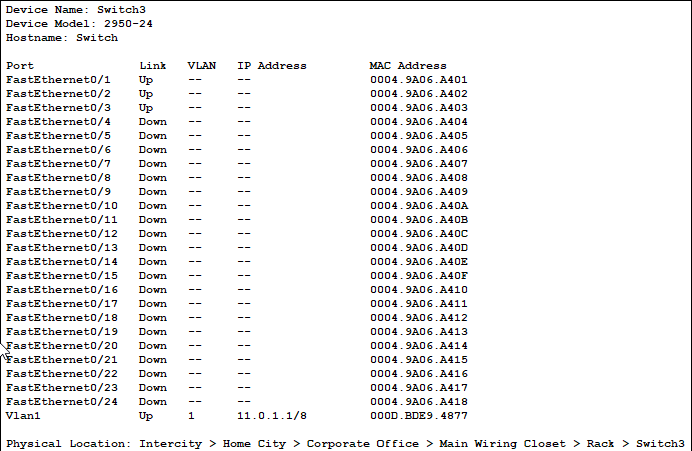 Device Name: Switch3
Device Model: 2950-24
Hostname: Switch
Port Link VLAN IP Address MAC Address
FastEthernet0/1 Up -- -- 0004.9A06.A401
FastEthernet0/2 Up -- -- 0004.9A06.A402
FastEthernet0/3 Up -- -- 0004.9A06.A403
FastEthernet0/4 Down -- -- 0004.9A06.A404
FastEthernet0/5 Down -- -- 0004.9A06.A405
FastEthernet0/6 Down -- -- 0004.9A06.A406
FastEthernet0/7 Down -- -- 0004.9A06.A407
FastEthernet0/8 Down -- -- 0004.9A06.A408
FastEthernet0/9 Down -- -- 0004.9A06.A409
FastEthernet0/10 Down -- -- 0004.9A06.A40A
FastEthernet0/11 Down -- -- 0004.9A06.A40B
FastEthernet0/12 Down -- -- 0004.9A06.A40C
FastEthernet0/13 Down -- -- 0004.9A06.A40D
FastEthernet0/14 Down -- -- 0004.9A06.A40E
FastEthernet0/15 Down -- -- 0004.9A06.A40F
FastEthernet0/16 Down -- -- 0004.9A06.A410
FastEthernet0/17 Down -- -- 0004.9A06.A411
FastEthernet0/18 Down -- -- 0004.9A06.A412
FastEthernet0/19 Down -- -- 0004.9A06.A413
FastEthernet0/20 Down -- -- 0004.9A06.A414
FastEthernet0/21 Down -- -- 0004.9A06.A415
FastEthernet0/22 Down -- -- 0004.9A06.A416
FastEthernet0/23 Down -- -- 0004.9A06.A417
FastEthernet0/24 Down -- -- 0004.9A06.A418
Vlan1 Up 1 11.0.1.1/8 000D.BDE9.4877
Physical Location: Intercity > Home City > Corporate Office > Main Wiring Closet > Rack > Switch3